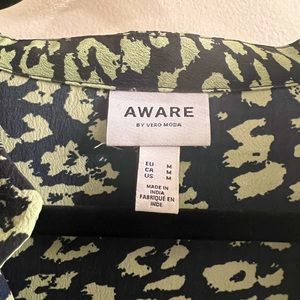 AWARE
BY VERO MODA
EU M
CA M
US M
MADE IN
INDIA
FABRIQUÉ EN
INDE